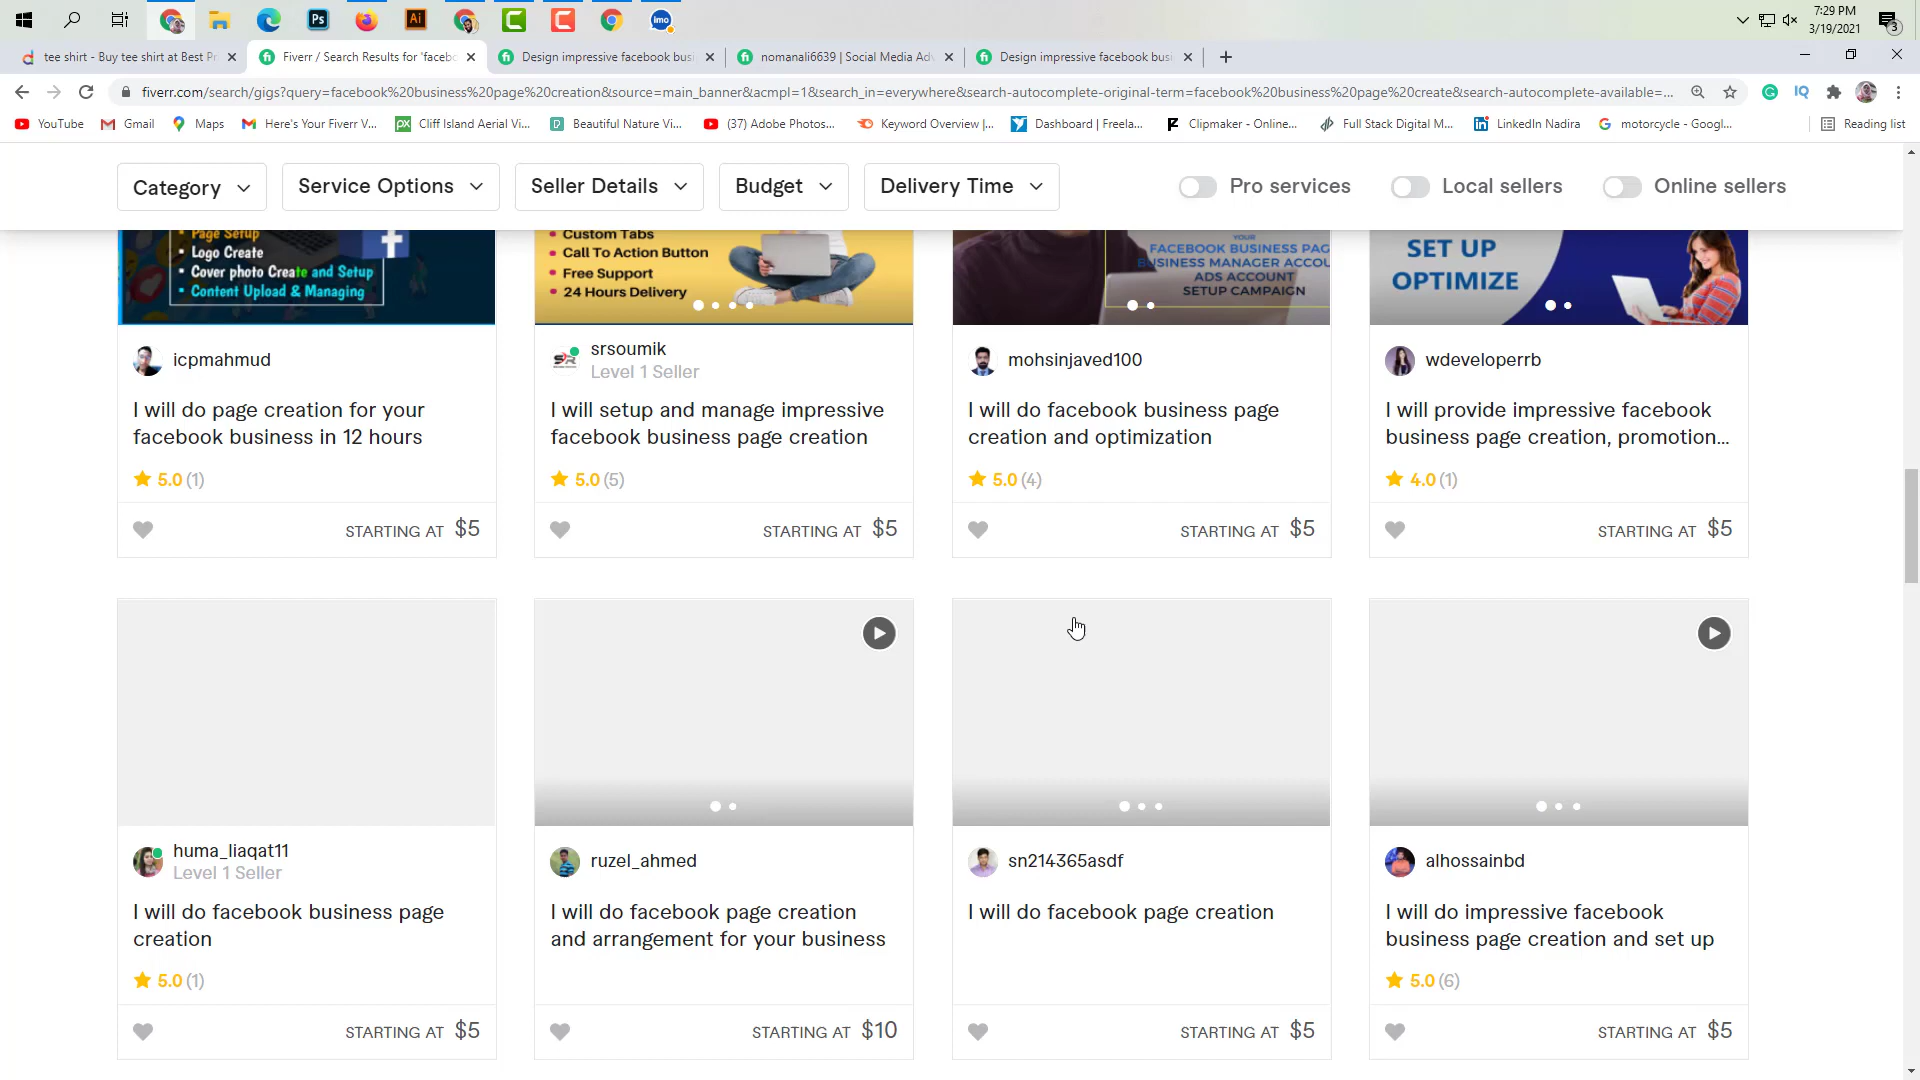 7:29 PM
3/19/2021
3
tee shirt - Buy tee shirt at Best Pr
Fiverr / Search Results for 'facebo
Design impressive facebook busi
nomanali6639 | Social Media Adv
Design impressive facebook busi
fiverr.com/search/gigs?query=facebook%20business%20page%20creation&source=main_banner&acmpl=1&search_in=everywhere&search-autocomplete-original-term=facebook%20business%20page%20create&search-autocomplete-available=...
YouTube
Gmail
Maps
Here's Your Fiverr V...
Cliff Island Aerial Vi...
Beautiful Nature Vi...
(37) Adobe Photos...
Keyword Overview |...
Dashboard | Freela...
Clipmaker - Online...
Full Stack Digital M...
LinkedIn Nadira
motorcycle - Googl...
Reading list
Category
Service Options
Seller Details
Budget
Delivery Time
Pro services
Local sellers
Online sellers
Page Setup
• Logo Create
• Cover photo Create and Setup
• Content Upload & Managing
Custom Tabs
• Call To Action Button
• Free Support
• 24 Hours Delivery
YOUR
FACEBOOK BUSINESS PAG
BUSINESS MANAGER ACCOU
ADS ACCOUNT
SETUP CAMPAIGN
SET UP
OPTIMIZE
icpmahmud
I will do page creation for your
facebook business in 12 hours
5.0 (1)
STARTING AT $5
srsoumik
Level 1 Seller
I will setup and manage impressive
facebook business page creation
5.0 (5)
STARTING AT $5
mohsinjaved100
I will do facebook business page
creation and optimization
5.0 (4)
STARTING AT $5
wdeveloperrb
I will provide impressive facebook
business page creation, promotion...
4.0 (1)
STARTING AT $5
huma_liaqat11
Level 1 Seller
I will do facebook business page
creation
5.0 (1)
STARTING AT $5
ruzel_ahmed
I will do facebook page creation
and arrangement for your business
STARTING AT $10
sn214365asdf
I will do facebook page creation
STARTING AT $5
alhossainbd
I will do impressive facebook
business page creation and set up
5.0 (6)
STARTING AT $5